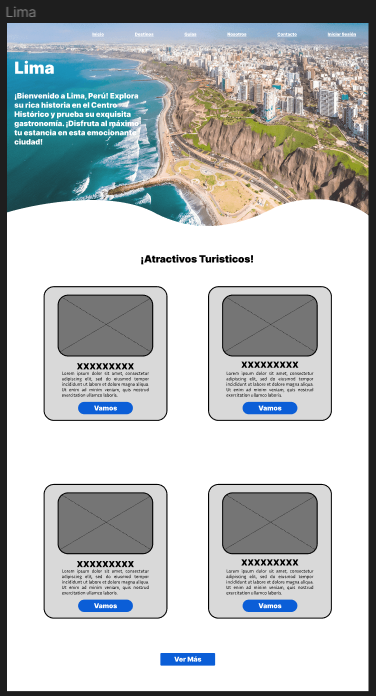 Lima
Inicio Destinos Guías Nosotros Contacto Iniciar Sesión
Lima
¡Bienvenido a Lima, Perú! Explora
su rica historia en el Centro
Histórico y prueba su exquisita
gastronomía. ¡Disfruta al máximo
tu estancia en esta emocionante
ciudad!
¡Atractivos Turisticos!
XXXXXXXXX
Lorem ipsum dolor sit amet, consectetur
adipiscing elit, sed do eiusmod tempor
incididunt ut labore et dolore magna aliqua.
Ut enim ad minim veniam, quis nostrud
exercitation ullamco laboris.
Vamos
XXXXXXXXX
Lorem ipsum dolor sit amet, consectetur
adipiscing elit, sed do eiusmod tempor
incididunt ut labore et dolore magna aliqua.
Ut enim ad minim veniam, quis nostrud
exercitation ullamco laboris.
Vamos
XXXXXXXXX
Lorem ipsum dolor sit amet, consectetur
adipiscing elit, sed do eiusmod tempor
incididunt ut labore et dolore magna aliqua.
Ut enim ad minim veniam, quis nostrud
exercitation ullamco laboris.
Vamos
XXXXXXXXX
Lorem ipsum dolor sit amet, consectetur
adipiscing elit, sed do eiusmod tempor
incididunt ut labore et dolore magna aliqua.
Ut enim ad minim veniam, quis nostrud
exercitation ullamco laboris.
Vamos
Ver Más